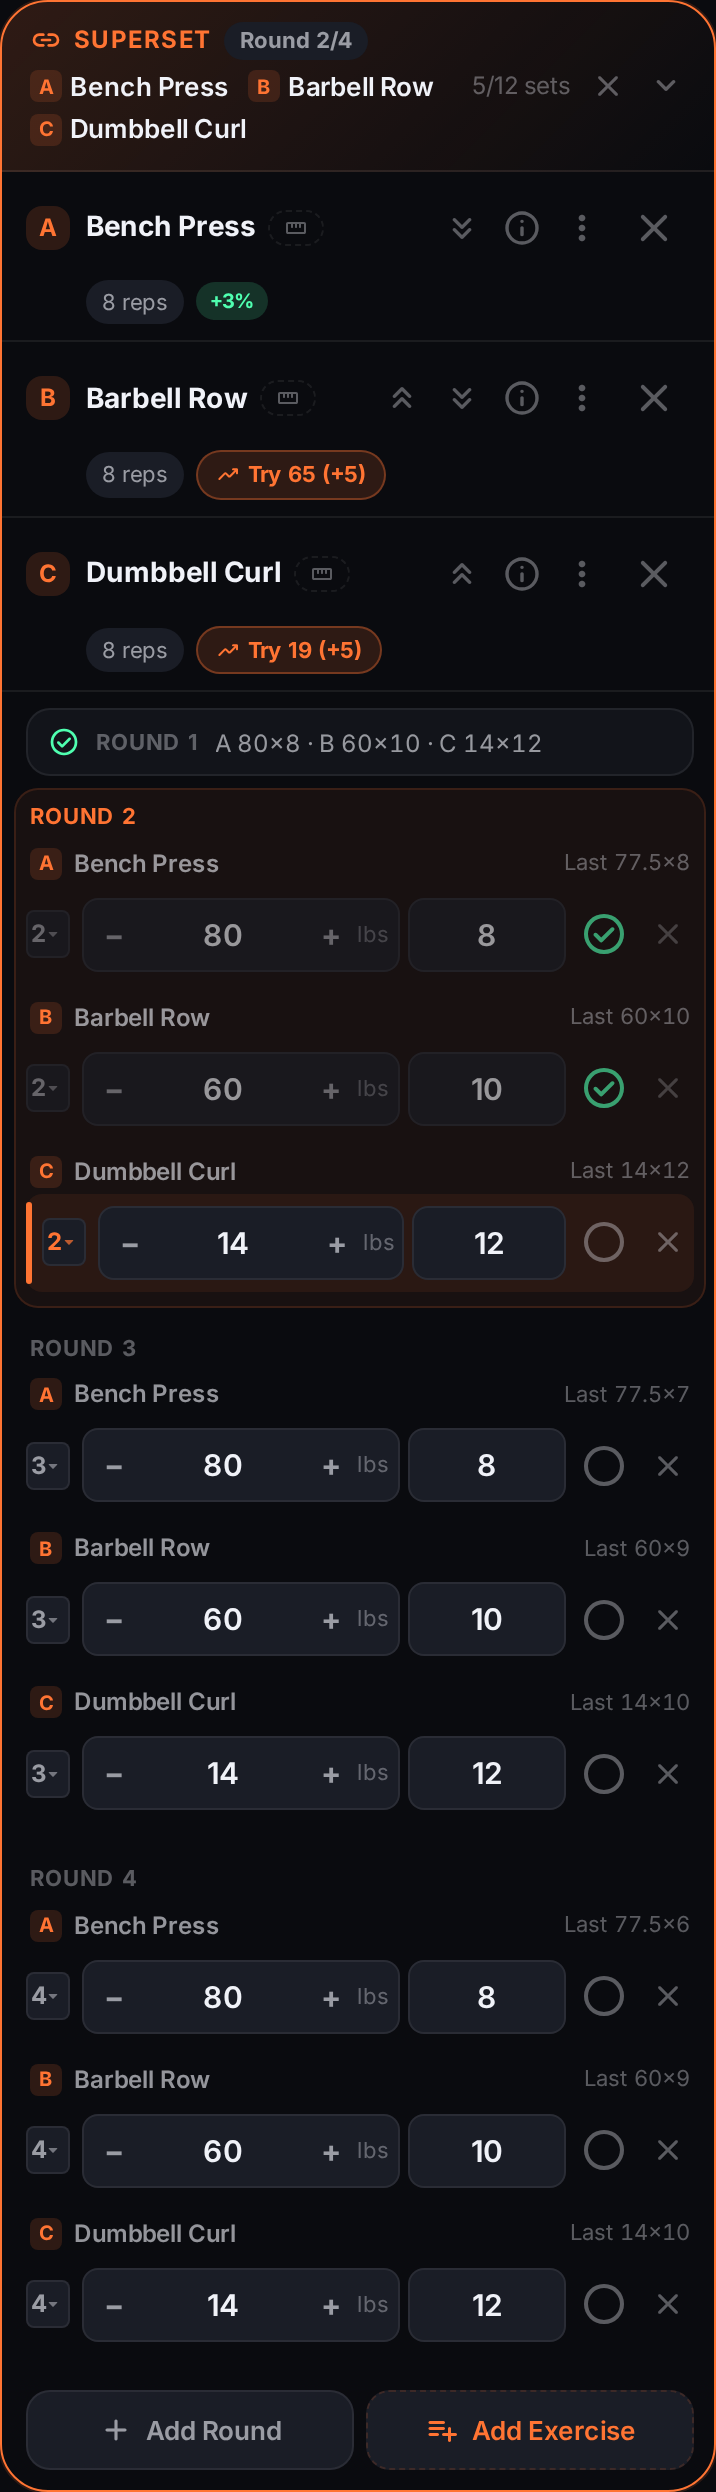 SUPERSET Round 2/4
A Bench Press B Barbell Row 5/12 sets
C Dumbbell Curl
A Bench Press
8 reps +3%
B Barbell Row
8 reps Try 65 (+5)
C Dumbbell Curl
8 reps Try 19 (+5)
ROUND 1 A 80×8 · B 60×10 · C 14×12
ROUND 2
A Bench Press Last 77.5×8
2 − 80 + lbs 8
B Barbell Row Last 60×10
2 − 60 + lbs 10
C Dumbbell Curl Last 14×12
2 − 14 + lbs 12
ROUND 3
A Bench Press Last 77.5×7
3 − 80 + lbs 8
B Barbell Row Last 60×9
3 − 60 + lbs 10
C Dumbbell Curl Last 14×10
3 − 14 + lbs 12
ROUND 4
A Bench Press Last 77.5×6
4 − 80 + lbs 8
B Barbell Row Last 60×9
4 − 60 + lbs 10
C Dumbbell Curl Last 14×10
4 − 14 + lbs 12
+ Add Round Add Exercise